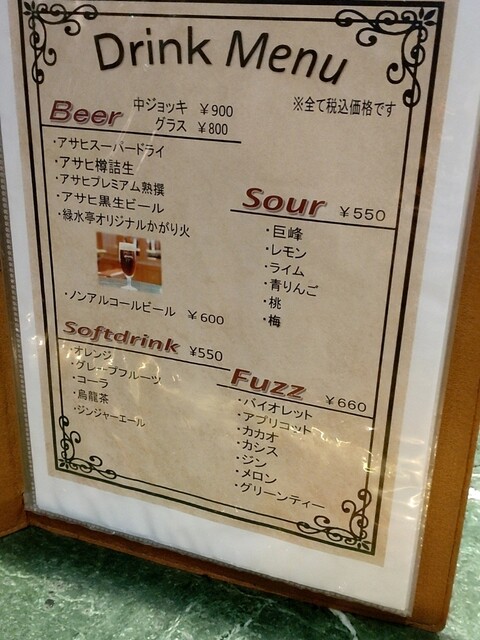 Drink Menu
※全て税込価格です
Beer 中ジョッキ ¥900
グラス ¥800
・アサヒスーパードライ
・アサヒ樽詰生
・アサヒプレミアム熟撰
・アサヒ黒生ビール
・緑水亭オリジナルかがり火
・ノンアルコールビール ¥600
Sour ¥550
・巨峰
・レモン
・ライム
・青りんご
・桃
・梅
Softdrink ¥550
・オレンジ
・グレープフルーツ
・コーラ
・烏龍茶
・ジンジャーエール
Fuzz ¥660
・バイオレット
・アプリコット
・カカオ
・カシス
・ジン
・メロン
・グリーンティー